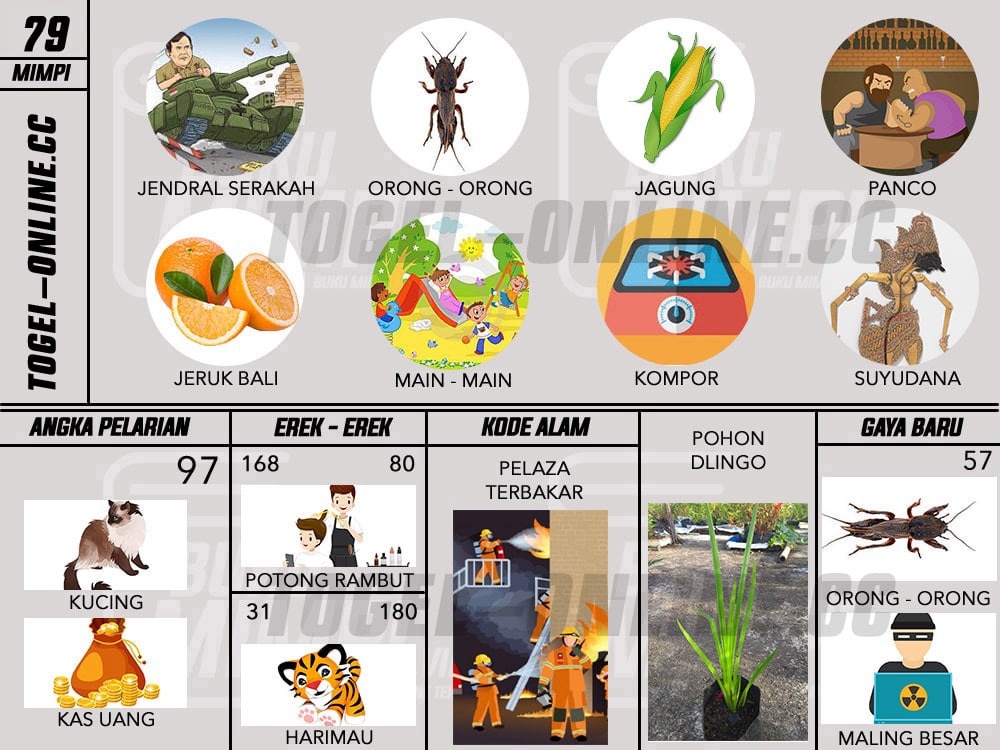 79
MIMPI
TOGEL-ONLINE.CC
JENDRAL SERAKAH
ORONG - ORONG
JAGUNG
PANCO
TOGEL-ONLINE.CC
JERUK BALI
MAIN - MAIN
KOMPOR
SUYUDANA
ANGKA PELARIAN
97
KUCING
KAS UANG
EREK - EREK
168
80
POTONG RAMBUT
31
180
HARIMAU
KODE ALAM
PELAZA
TERBAKAR
POHON
DLINGO
GAYA BARU
57
ORONG - ORONG
MALING BESAR
TOGEL-ONLINE.CC